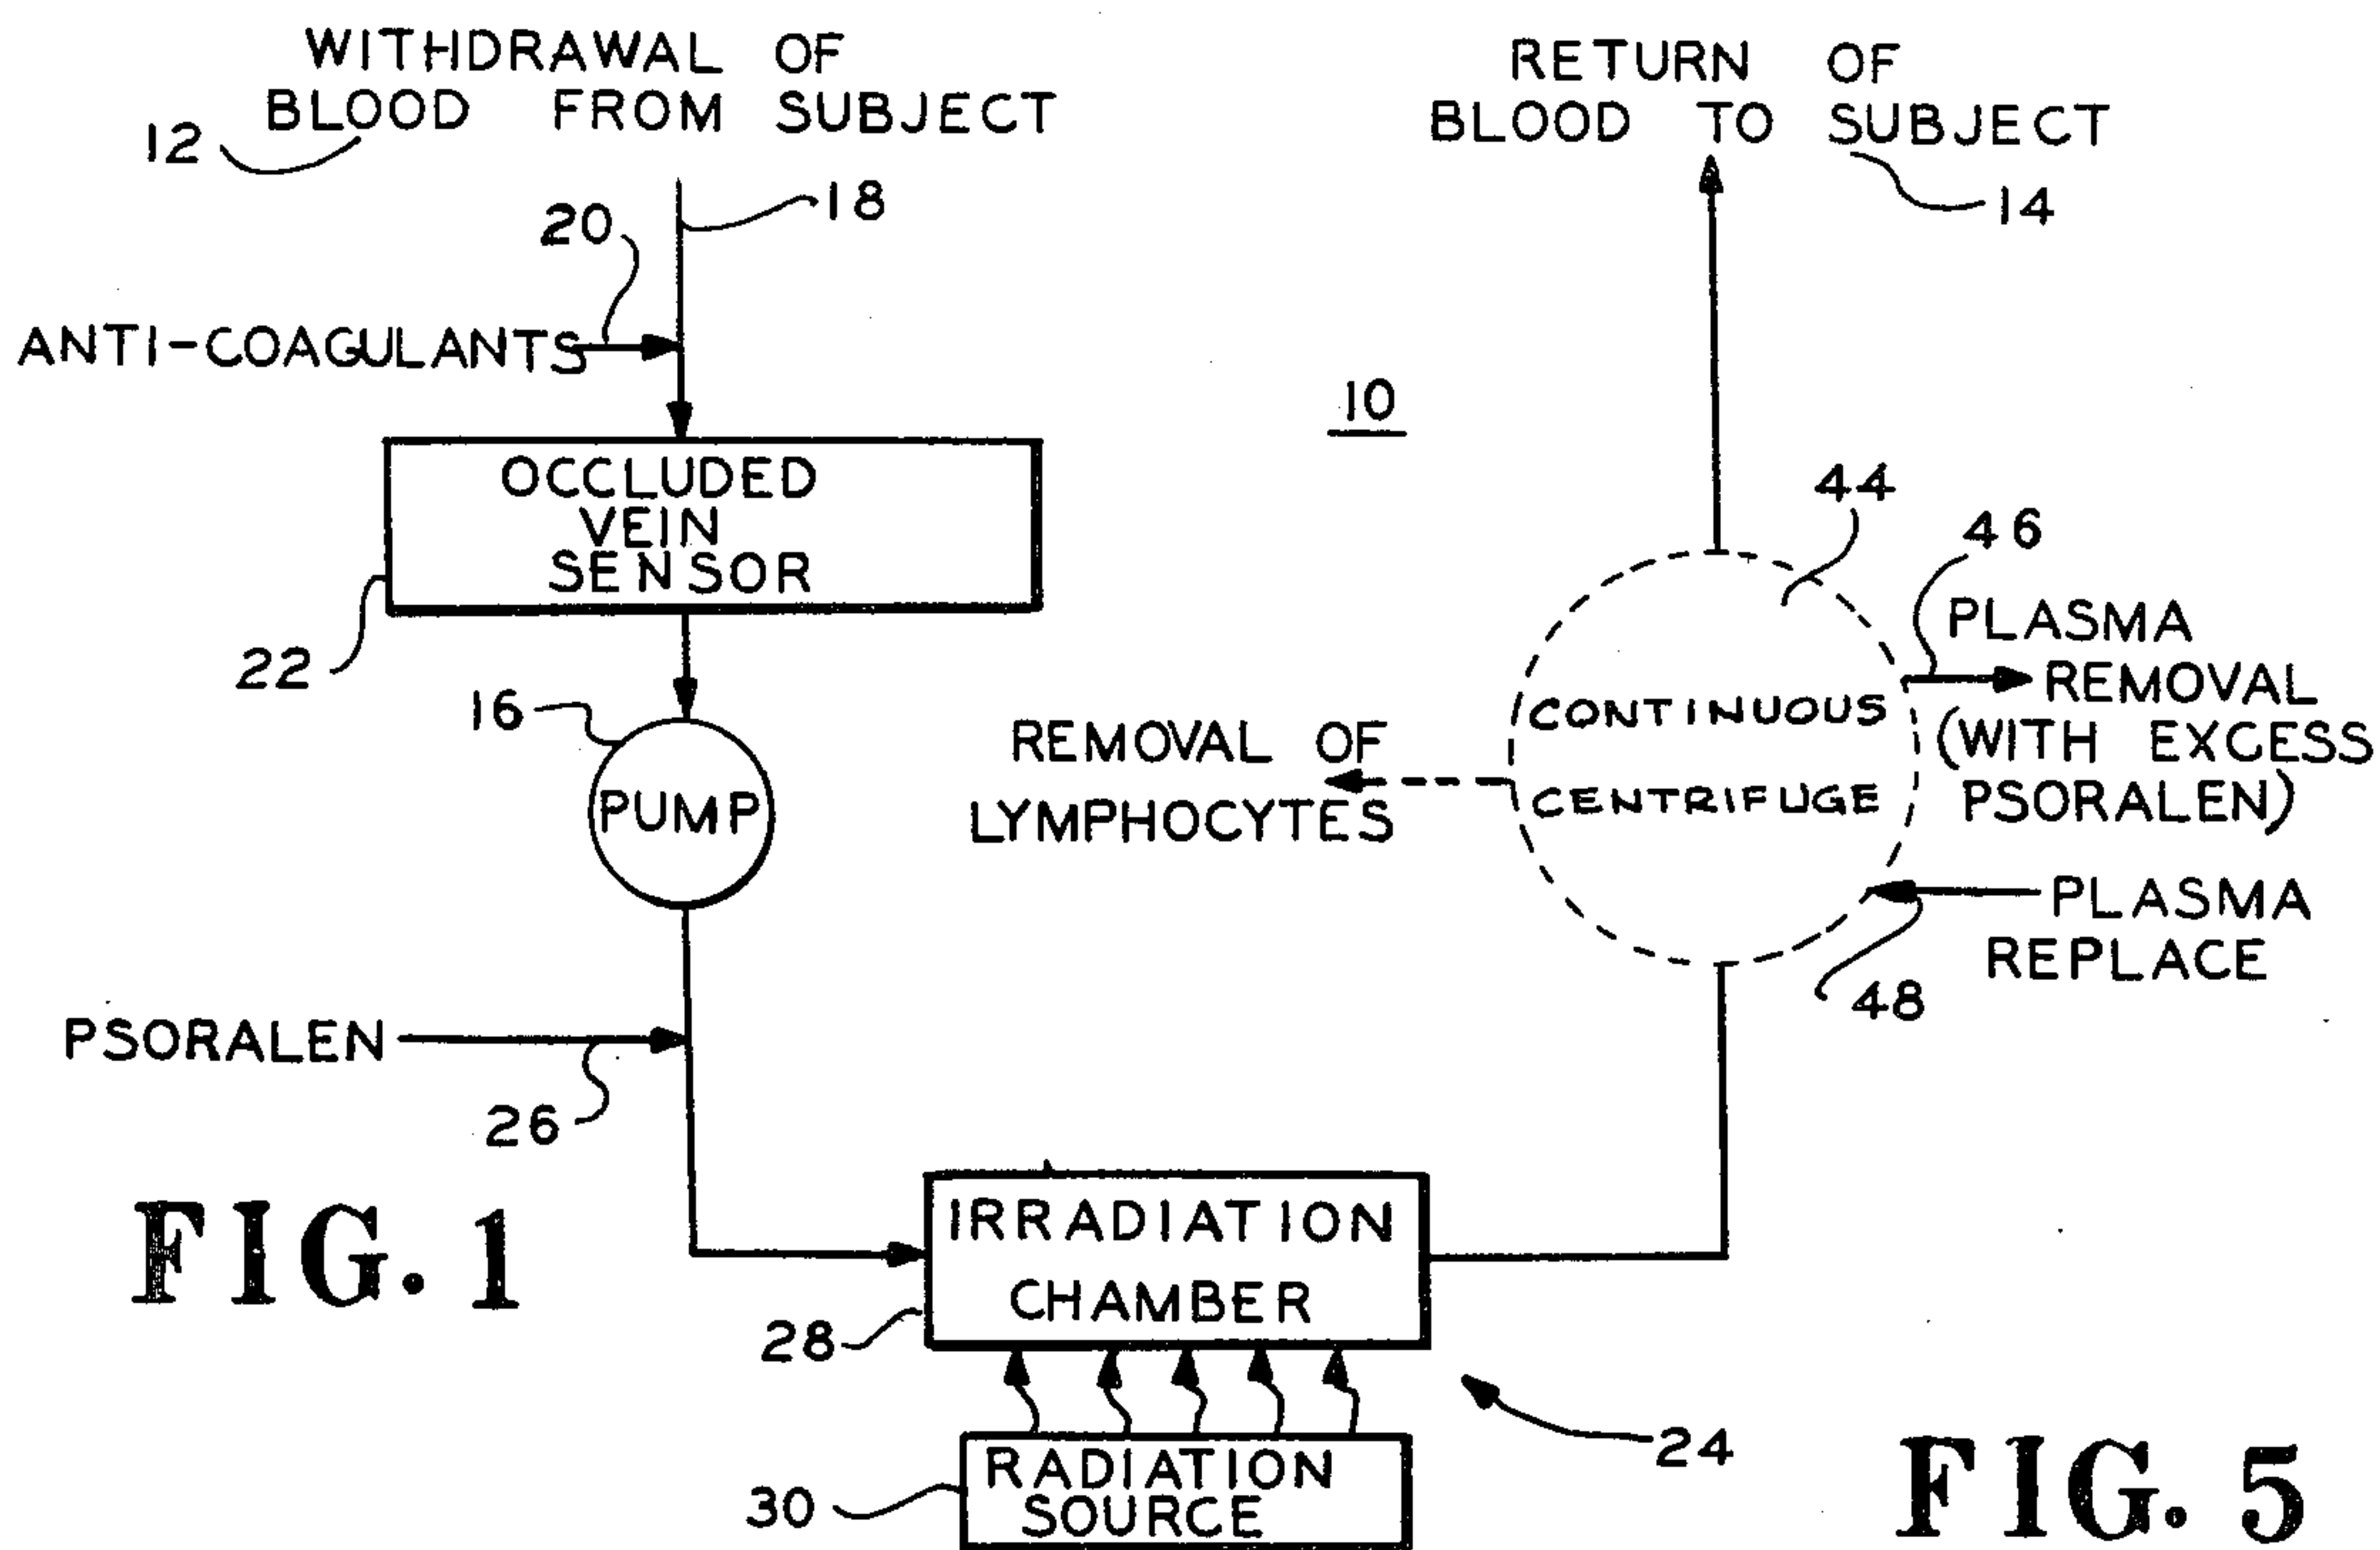 WITHDRAWAL OF
BLOOD FROM SUBJECT
12
18
20
ANTI-COAGULANTS
OCCLUDED
VEIN
SENSOR
22
16
PUMP
PSORALEN
26
FIG. 1
IRRADIATION
CHAMBER
28
RADIATION
SOURCE
30
24
10
RETURN OF
BLOOD TO SUBJECT
14
44
46
PLASMA
REMOVAL
(WITH EXCESS
PSORALEN)
CONTINUOUS
CENTRIFUGE
REMOVAL OF
LYMPHOCYTES
PLASMA
REPLACE
48
FIG. 5